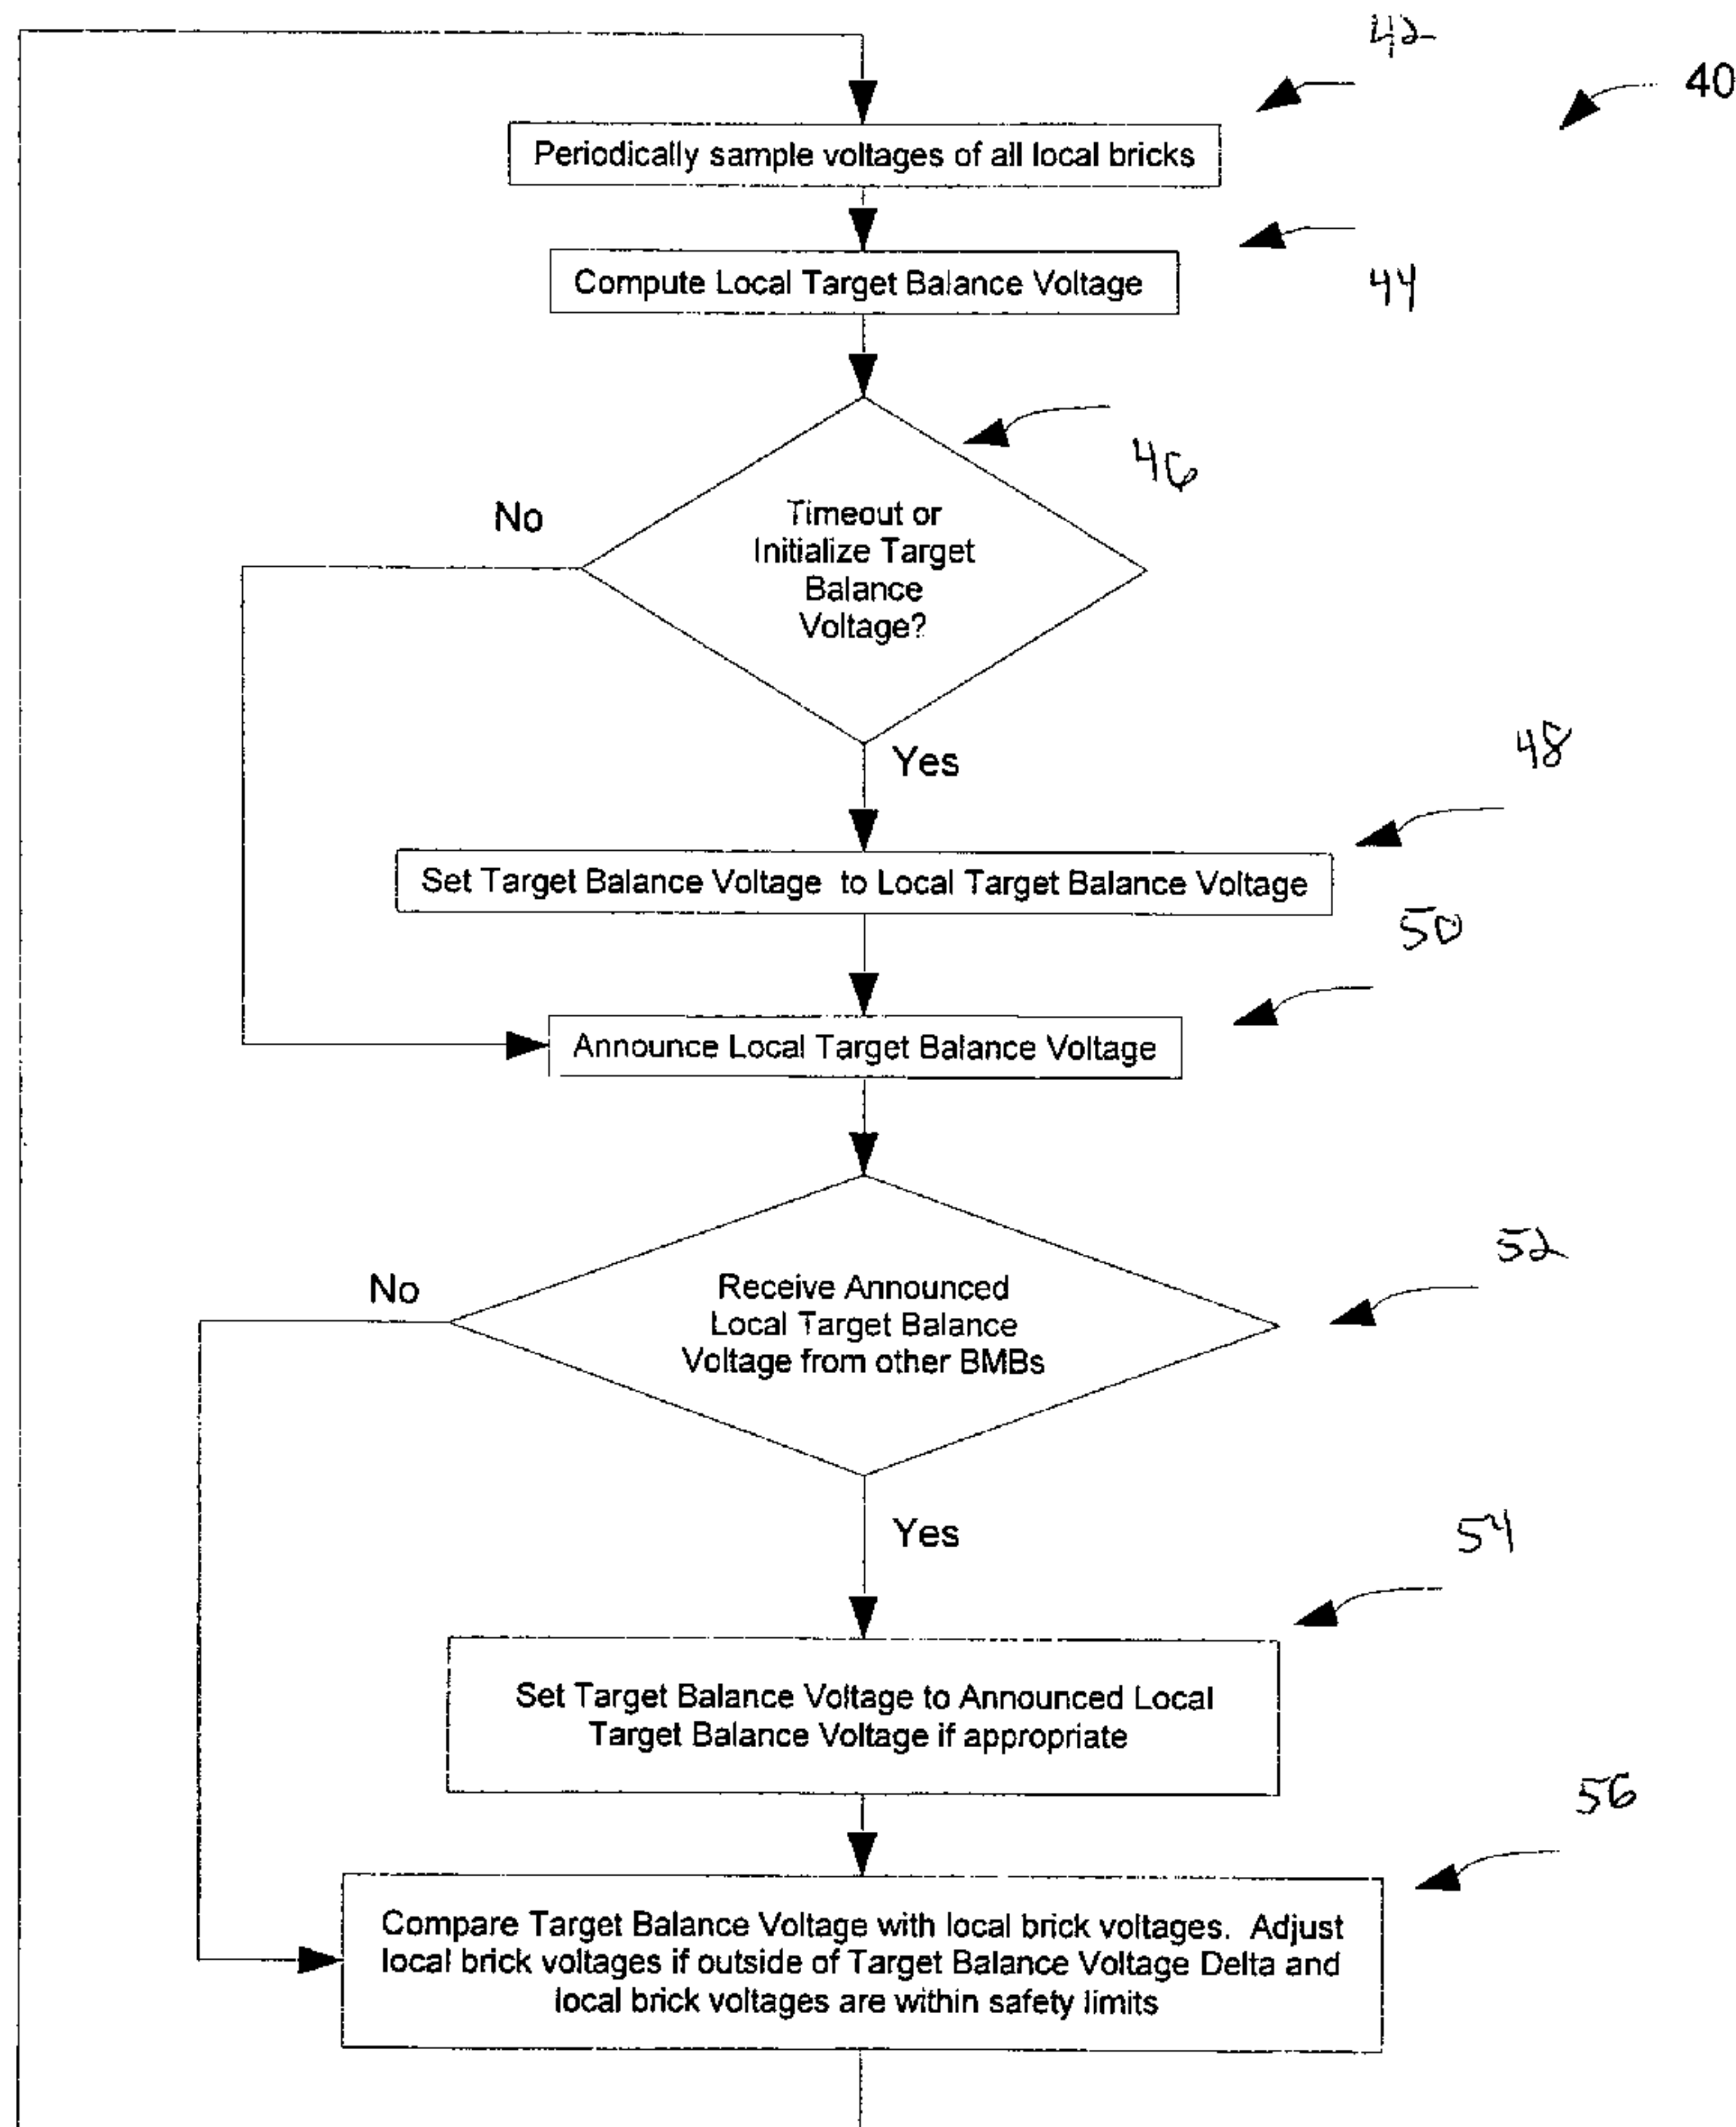 42
40
Periodically sample voltages of all local bricks
Compute Local Target Balance Voltage
44
46
No
Timeout or
Initialize Target
Balance
Voltage?
Yes
48
Set Target Balance Voltage to Local Target Balance Voltage
50
Announce Local Target Balance Voltage
52
No
Receive Announced
Local Target Balance
Voltage from other BMBs
Yes
54
Set Target Balance Voltage to Announced Local
Target Balance Voltage if appropriate
56
Compare Target Balance Voltage with local brick voltages. Adjust
local brick voltages if outside of Target Balance Voltage Delta and
local brick voltages are within safety limits